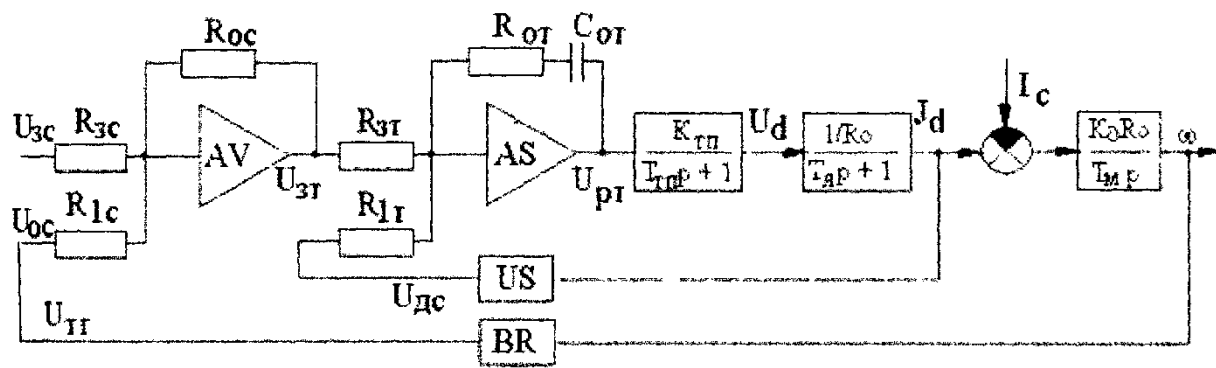 Rос
Rот
Cот
Uзс
Rзс
AV
Uзт
Rзт
AS
Uрт
Kтп
Tтпp + 1
Ud
1/Rэ
Tяp + 1
Jd
Iс
KэRэ
Tмp
ω
Uос
R1с
R1т
Uдс
US
Uтг
BR